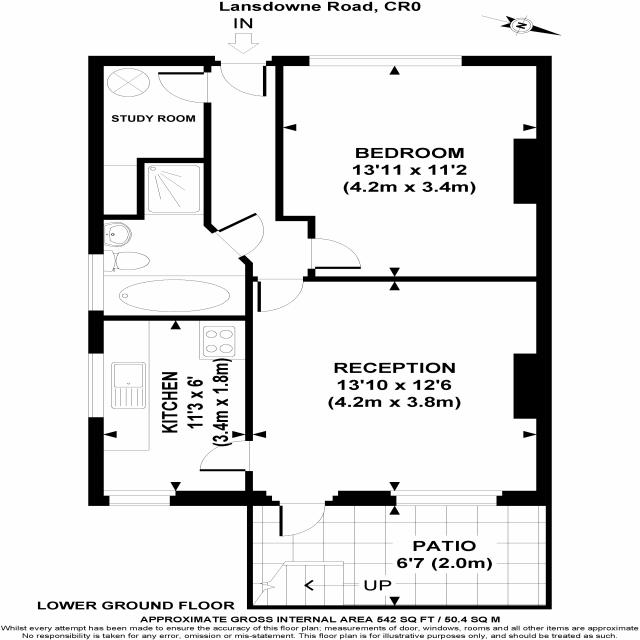 Lansdowne Road, CR0
IN
N
STUDY ROOM
BEDROOM
13'11 x 11'2
(4.2m x 3.4m)
KITCHEN
11'3 x 6'
(3.4m x 1.8m)
RECEPTION
13'10 x 12'6
(4.2m x 3.8m)
PATIO
6'7 (2.0m)
UP
LOWER GROUND FLOOR
APPROXIMATE GROSS INTERNAL AREA 542 SQ FT / 50.4 SQ M
Whilst every attempt has been made to ensure the accuracy of this floor plan; measurements of door, windows, rooms and all other items are approximate
No responsibility is taken for any error, omission or mis-statement. This floor plan is for illustrative purposes only, and should be treated as such.